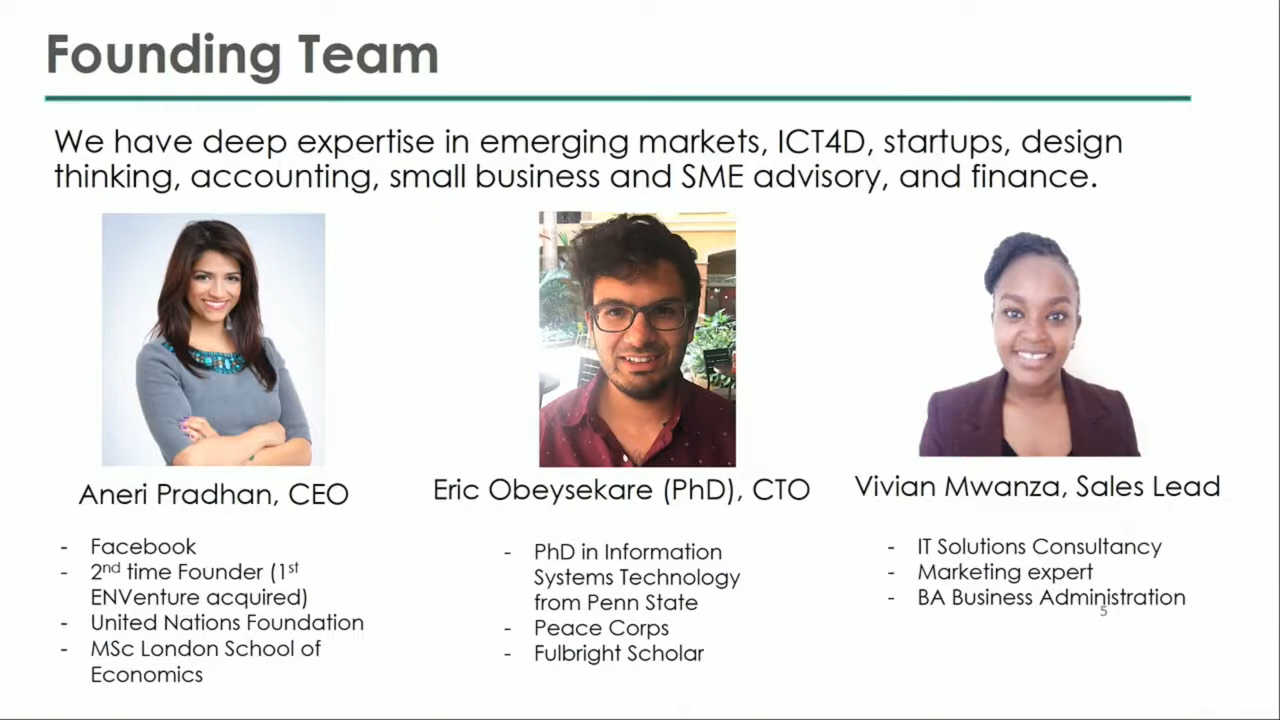 Founding Team
We have deep expertise in emerging markets, ICT4D, startups, design
thinking, accounting, small business and SME advisory, and finance.
Aneri Pradhan, CEO
- Facebook
- 2nd time Founder (1st
ENVenture acquired)
- United Nations Foundation
- MSc London School of
Economics
Eric Obeysekare (PhD), CTO
- PhD in Information
Systems Technology
from Penn State
- Peace Corps
- Fulbright Scholar
Vivian Mwanza, Sales Lead
- IT Solutions Consultancy
- Marketing expert
- BA Business Administration
5